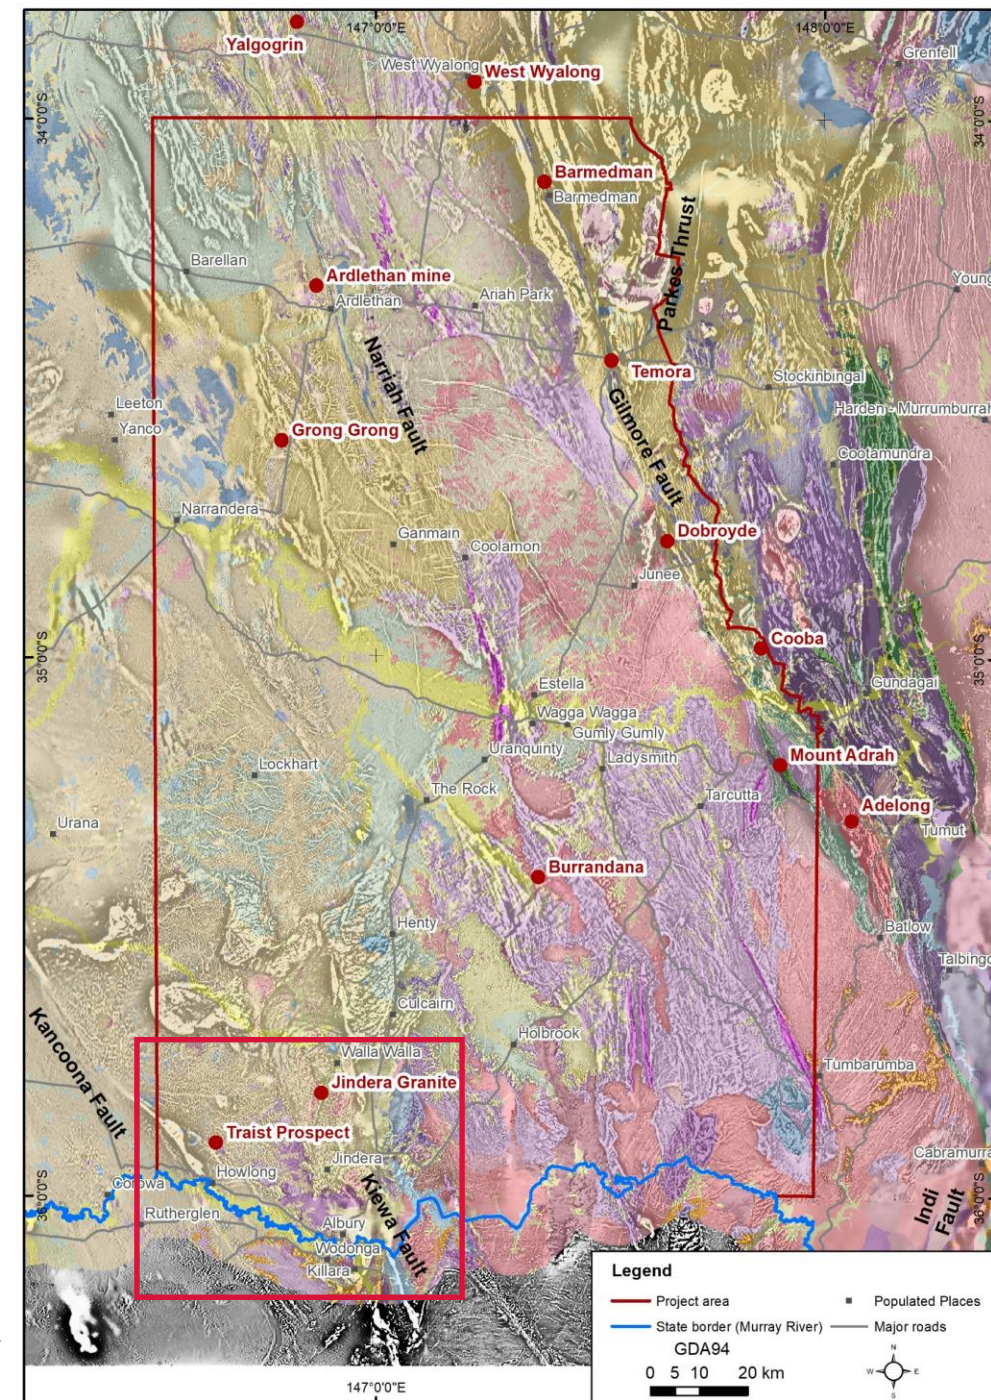 147°0'0"E
148°0'0"E
Yalgogrin
Grenfell
West Wyalong
West Wyalong
34°0'0"S
34°0'0"S
Barmedman
Barmedman
Parkes Thrust
Barellan
Ardlethan mine
Young
Ardlethan
Ariah Park
Narriah Fault
Temora
Stockinbingal
Gilmore Fault
Leeton
Harden - Murrumburrah
Yanco
Grong Grong
Cootamundra
Narrandera
Ganmain
Dobroyde
Coolamon
Junee
35°0'0"S
35°0'0"S
Cooba
Estella
Gundagai
Wagga Wagga
Gumly Gumly
Uranquinty
Ladysmith
Mount Adrah
Lockhart
The Rock
Tarcutta
Adelong
Urana
Tumut
Burrandana
Henty
Batlow
Talbingo
Culcairn
Kancoona Fault
Holbrook
Walla Walla
Tumbarumba
Jindera Granite
Traist Prospect
Jindera
Cabramurra
Howlong
36°0'0"S
Kiewa Fault
Indi
Fault
Rutherglen
Albury
Wodonga
Killara
Legend
Project area
Populated Places
State border (Murray River)
Major roads
GDA94
N
W
E
S
0 5 10 20 km
147°0'0"E